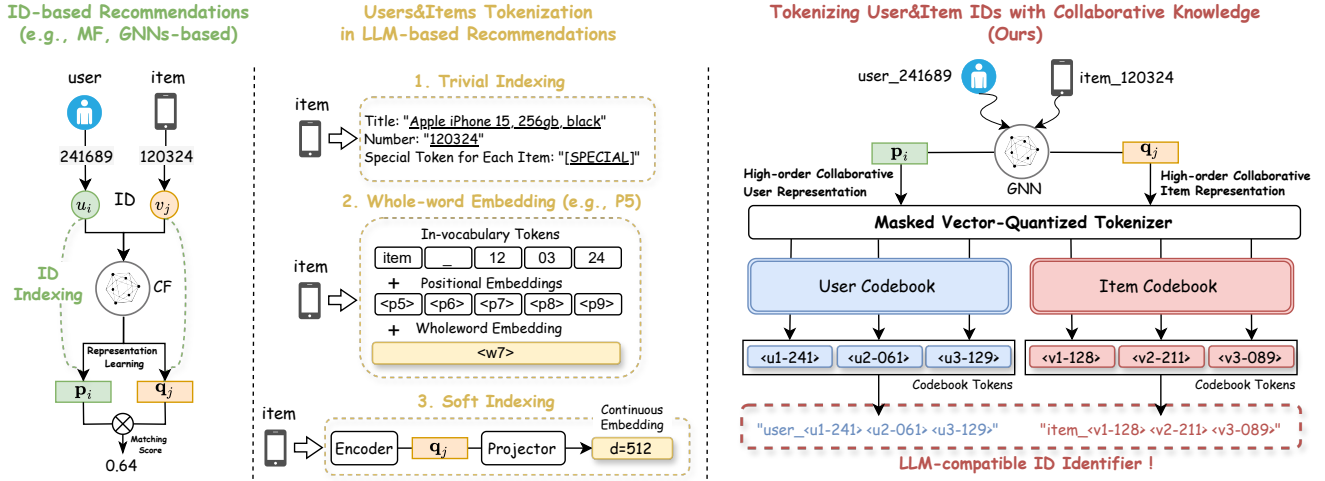 ID-based Recommendations
(e.g., MF, GNNs-based)
user
item
241689
120324
u_i
ID
v_j
ID
Indexing
CF
Representation
Learning
p_i
q_j
Matching
Score
0.64
Users&Items Tokenization
in LLM-based Recommendations
1. Trivial Indexing
item
Title: "Apple iPhone 15, 256gb, black"
Number: "120324"
Special Token for Each Item: "[SPECIAL]"
2. Whole-word Embedding (e.g., P5)
In-vocabulary Tokens
item
item _ 12 03 24
+ Positional Embeddings
<p5> <p6> <p7> <p8> <p9>
+ Wholeword Embedding
<w7>
3. Soft Indexing
item
Continuous
Embedding
Encoder q_j Projector d=512
Tokenizing User&Item IDs with Collaborative Knowledge
(Ours)
user_241689
item_120324
p_i
q_j
GNN
High-order Collaborative
User Representation
High-order Collaborative
Item Representation
Masked Vector-Quantized Tokenizer
User Codebook
Item Codebook
<u1-241> <u2-061> <u3-129>
<v1-128> <v2-211> <v3-089>
Codebook Tokens
Codebook Tokens
"user_<u1-241> <u2-061> <u3-129>"
"item_<v1-128> <v2-211> <v3-089>"
LLM-compatible ID Identifier !